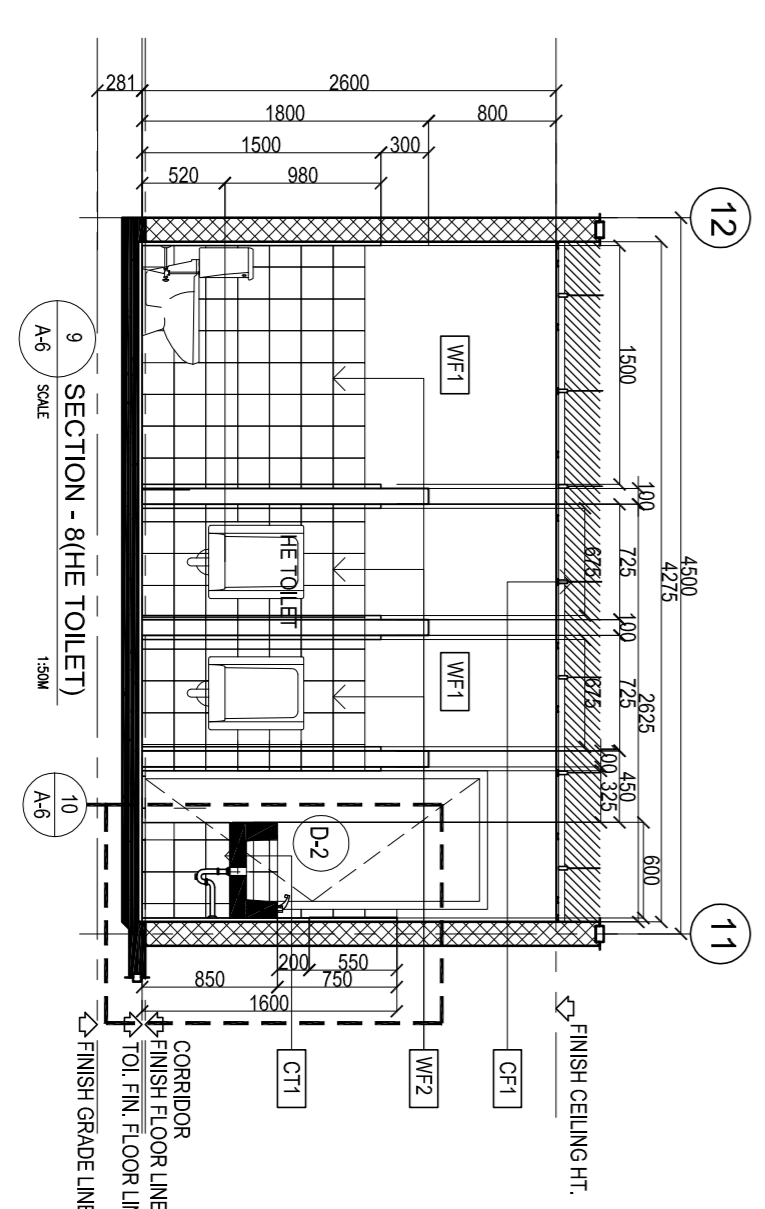 281
2600
1800
800
1500
300
520
980
12
11
1500
100
725
100
725
100
450
325
600
675
675
2625
4275
4500
WF1
WF1
HE TOILET
D-2
200
550
850
750
1600
CT1
WF2
CF1
FINISH CEILING HT.
CORRIDOR
FINISH FLOOR LINE
TOI. FIN. FLOOR LIN
FINISH GRADE LINE
9
A-6
SECTION - 8(HE TOILET)
SCALE
1:50M
10
A-6